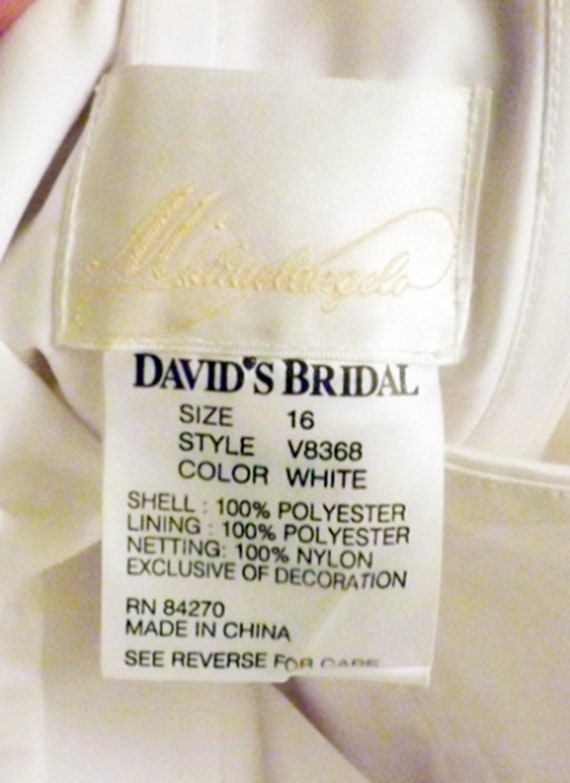 Michelangelo
DAVID'S BRIDAL
SIZE 16
STYLE V8368
COLOR WHITE
SHELL : 100% POLYESTER
LINING : 100% POLYESTER
NETTING: 100% NYLON
EXCLUSIVE OF DECORATION
RN 84270
MADE IN CHINA
SEE REVERSE FOR CARE